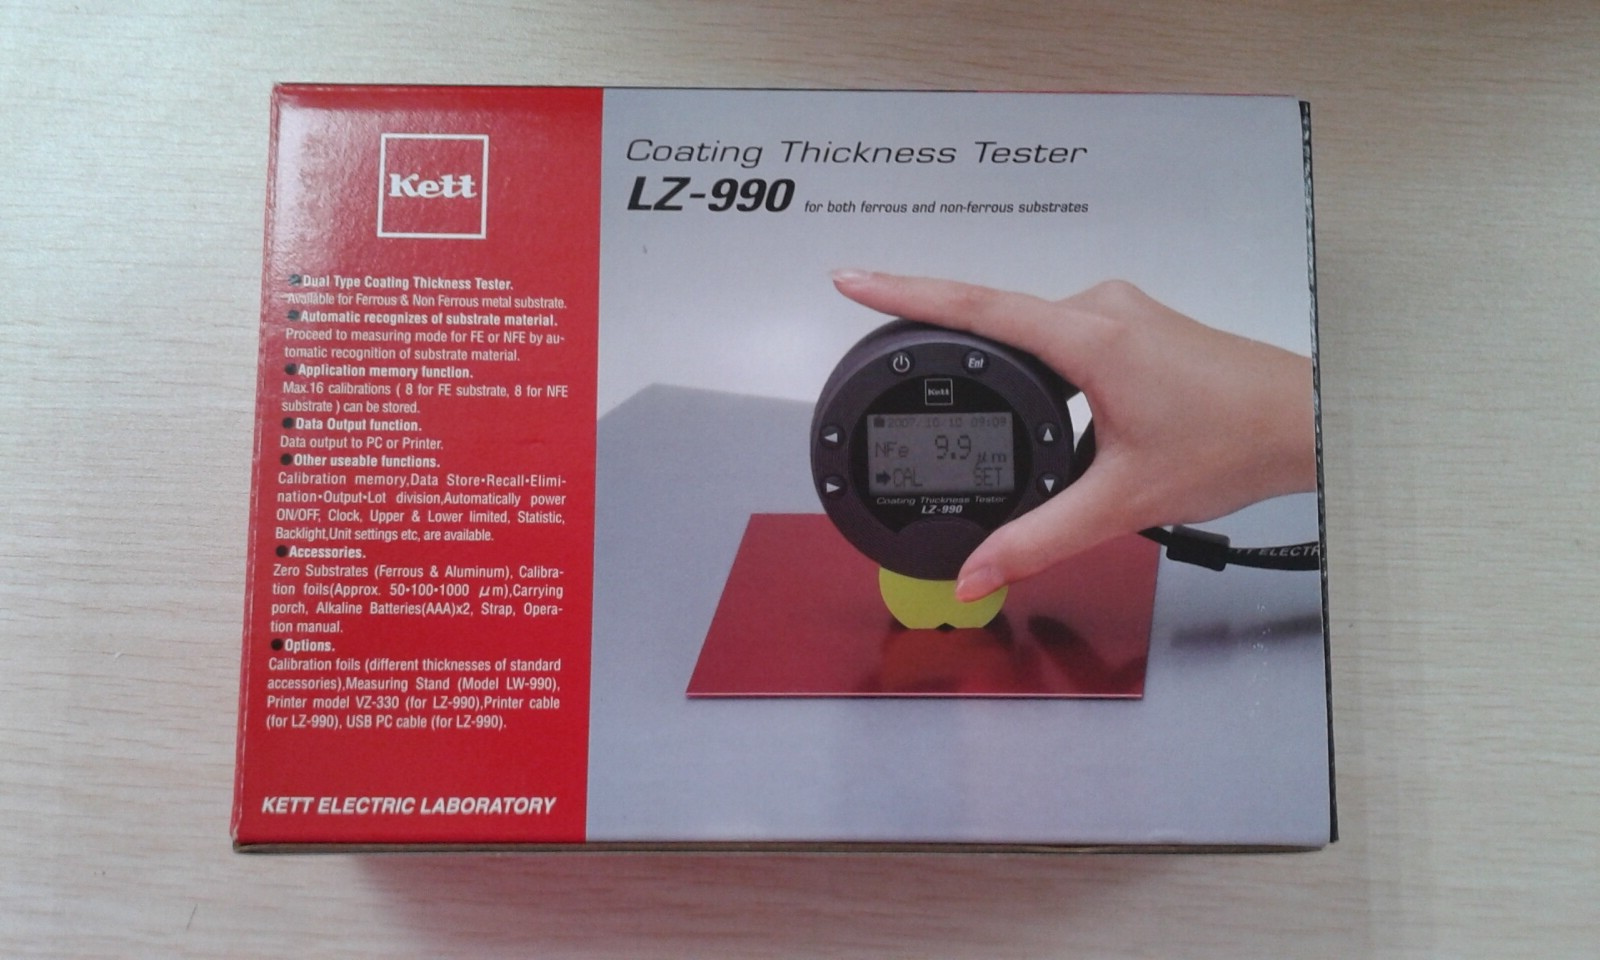 Kett
Dual Type Coating Thickness Tester.
Available for Ferrous & Non Ferrous metal substrate.
Automatic recognizes of substrate material.
Proceed to measuring mode for FE or NFE by au-
tomatic recognition of substrate material.
●Application memory function.
Max.16 calibrations ( 8 for FE substrate, 8 for NFE
substrate ) can be stored.
●Data Output function.
Data output to PC or Printer.
●Other useable functions.
Calibration memory,Data Store•Recall•Elimi-
nation•Output•Lot division,Automatically power
ON/OFF, Clock, Upper & Lower limited, Statistic,
Backlight,Unit settings etc, are available.
●Accessories.
Zero Substrates (Ferrous & Aluminum), Calibra-
tion foils(Approx. 50•100•1000 μm),Carrying
porch, Alkaline Batteries(AAA)x2, Strap, Opera-
tion manual.
●Options.
Calibration foils (different thicknesses of standard
accessories),Measuring Stand (Model LW-990),
Printer model VZ-330 (for LZ-990),Printer cable
(for LZ-990), USB PC cable (for LZ-990).
KETT ELECTRIC LABORATORY
Coating Thickness Tester
LZ-990 for both ferrous and non-ferrous substrates
Ent
Kett
2007/10/10 09:09
NFe 9.9 μm
CAL SET
Coating Thickness Tester
LZ-990
ELECTR